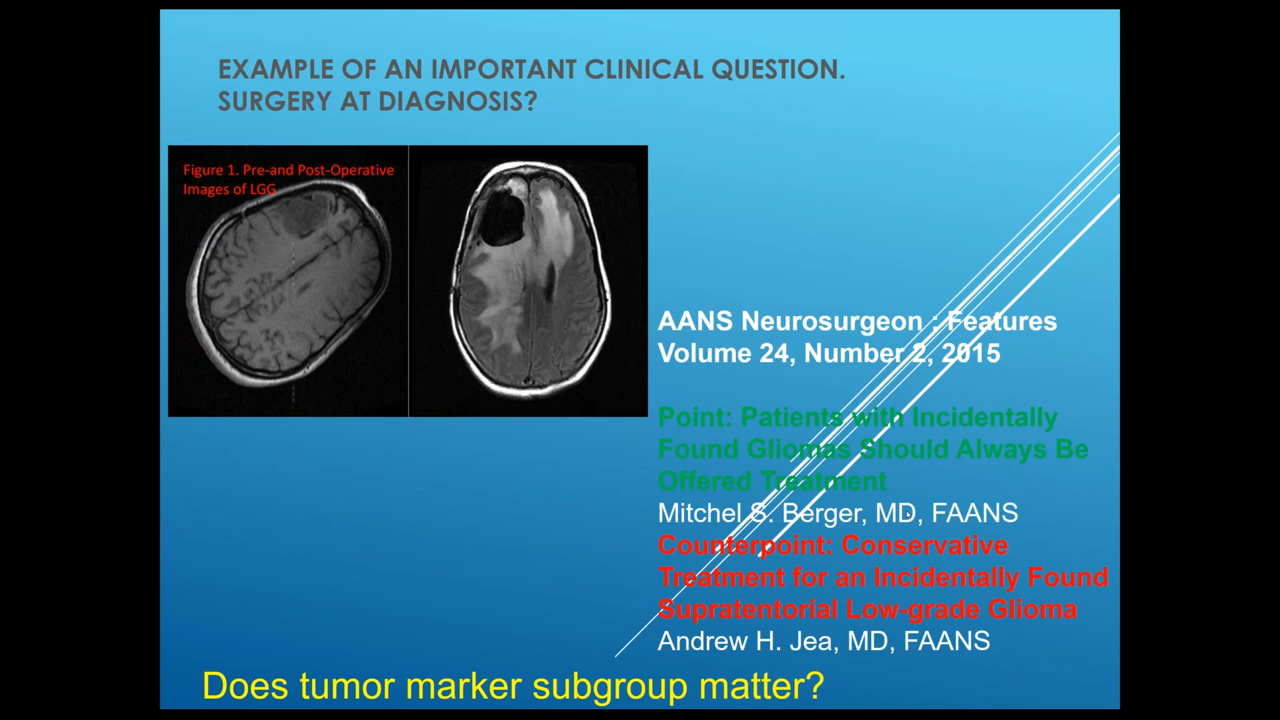 EXAMPLE OF AN IMPORTANT CLINICAL QUESTION.
SURGERY AT DIAGNOSIS?
Figure 1. Pre-and Post-Operative
Images of LGG
AANS Neurosurgeon : Features
Volume 24, Number 2, 2015
Point: Patients with Incidentally
Found Gliomas Should Always Be
Offered Treatment
Mitchel S. Berger, MD, FAANS
Counterpoint: Conservative
Treatment for an Incidentally Found
Supratentorial Low-grade Glioma
Andrew H. Jea, MD, FAANS
Does tumor marker subgroup matter?